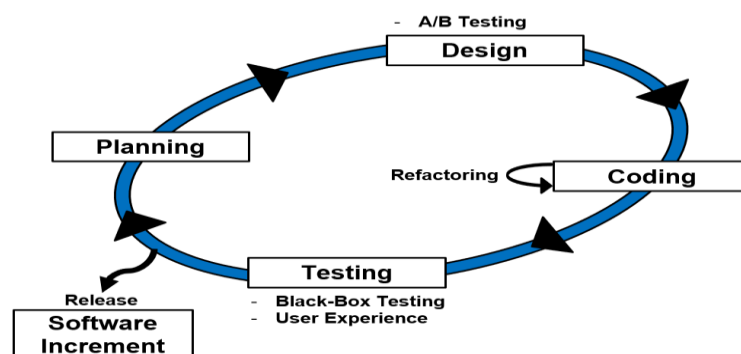 - A/B Testing
Design
Planning
Refactoring
Coding
Testing
- Black-Box Testing
- User Experience
Release
Software
Increment